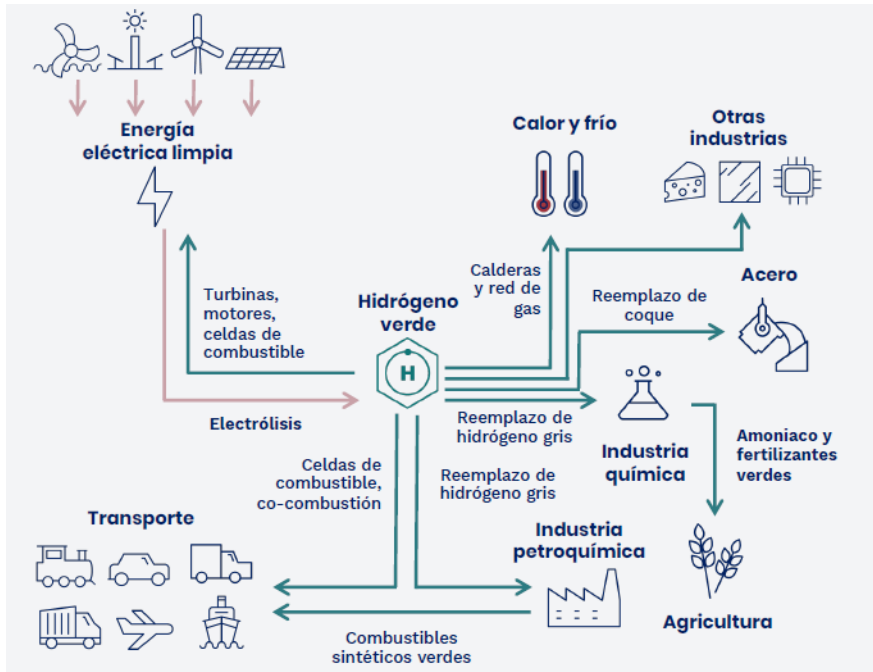 Energía
eléctrica limpia
Calor y frío
Otras
industrias
Turbinas,
motores,
celdas de
combustible
Hidrógeno
verde
H
Calderas
y red de
gas
Reemplazo de
coque
Acero
Electrólisis
Reemplazo de
hidrógeno gris
Industria
química
Amoniaco y
fertilizantes
verdes
Celdas de
combustible,
co-combustión
Reemplazo de
hidrógeno gris
Transporte
Industria
petroquímica
Agricultura
Combustibles
sintéticos verdes